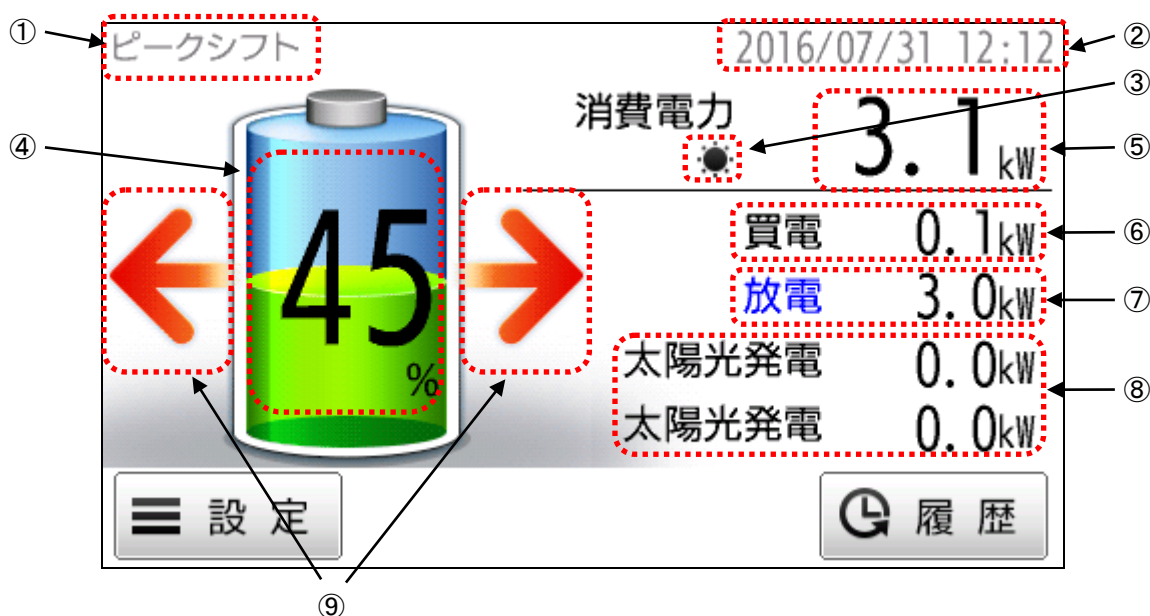 ①
ピークシフト
2016/07/31 12:12
②
③
消費電力
3.1kW
④
⑤
45
%
買電 0.1kW
⑥
放電 3.0kW
⑦
太陽光発電 0.0kW
⑧
太陽光発電 0.0kW
設定
履歴
⑨